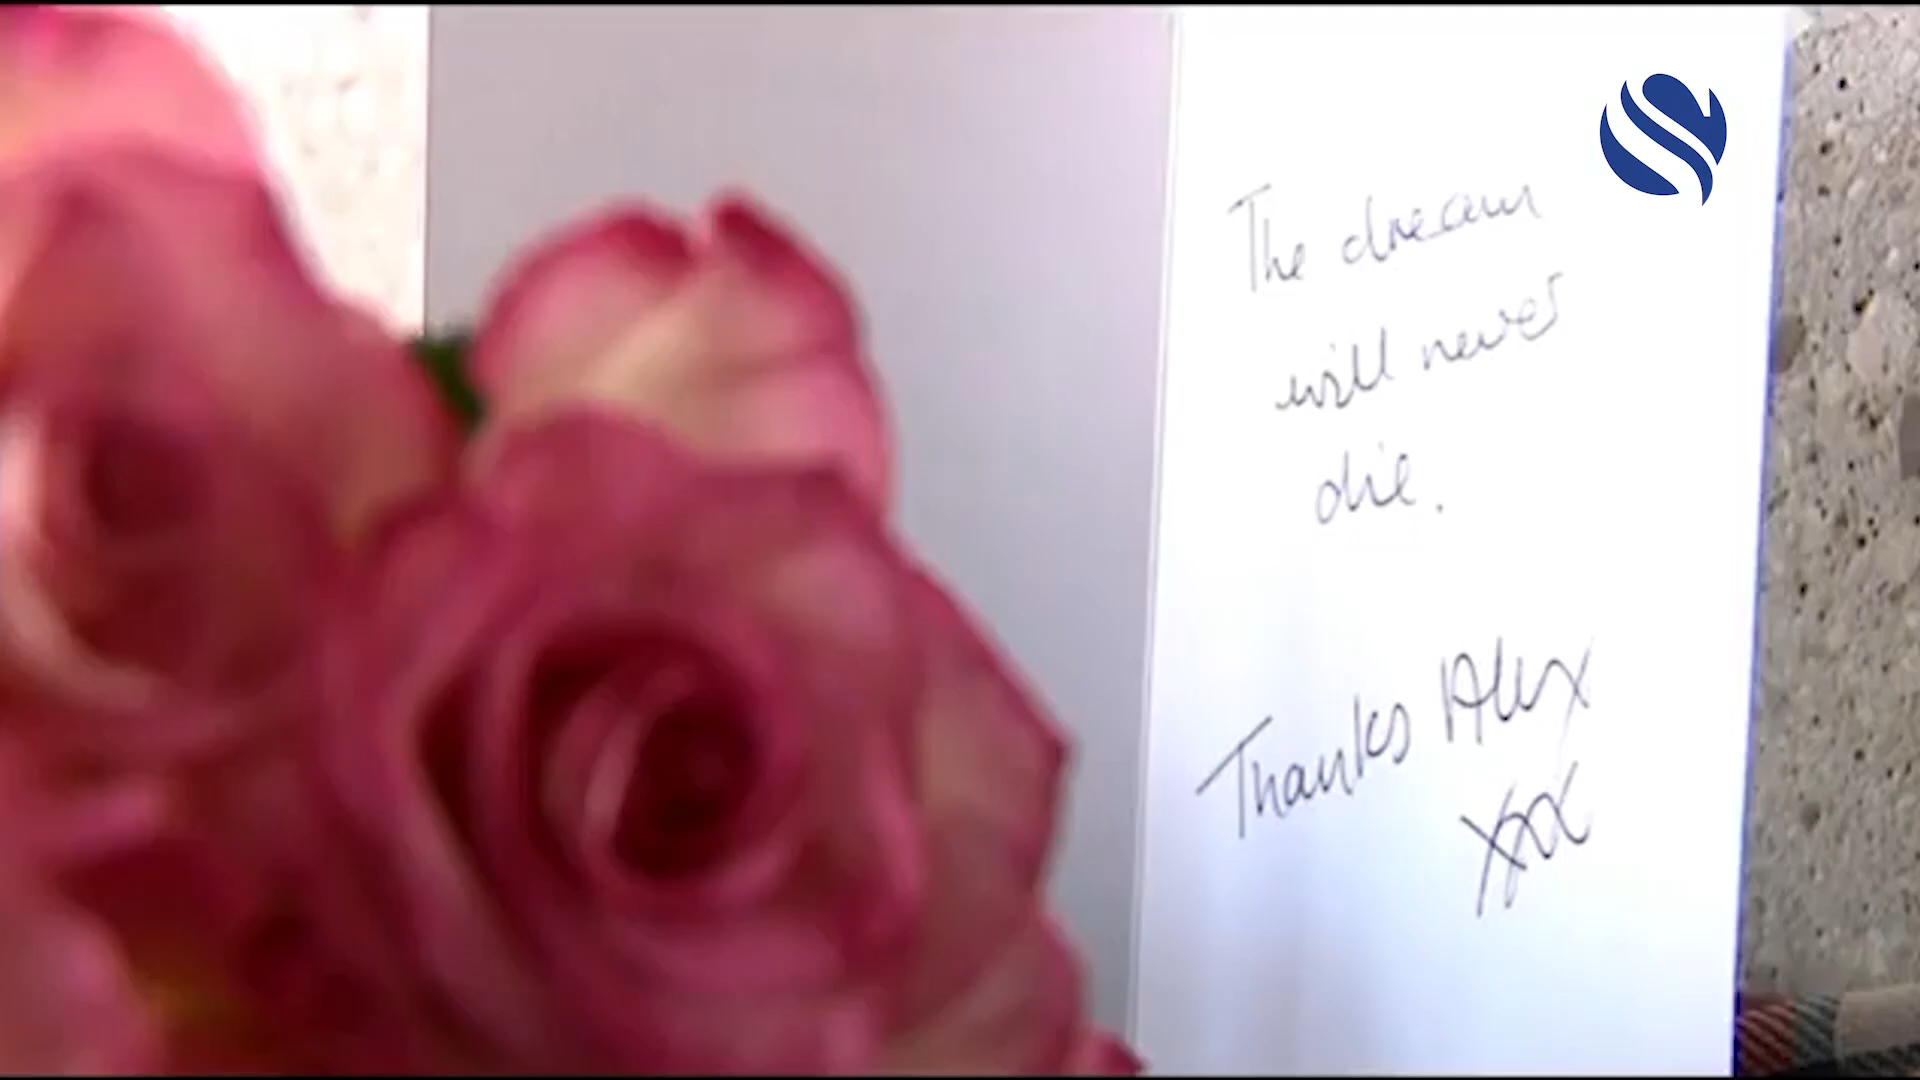 The dream
will never
die.
Thanks Alex
xxx